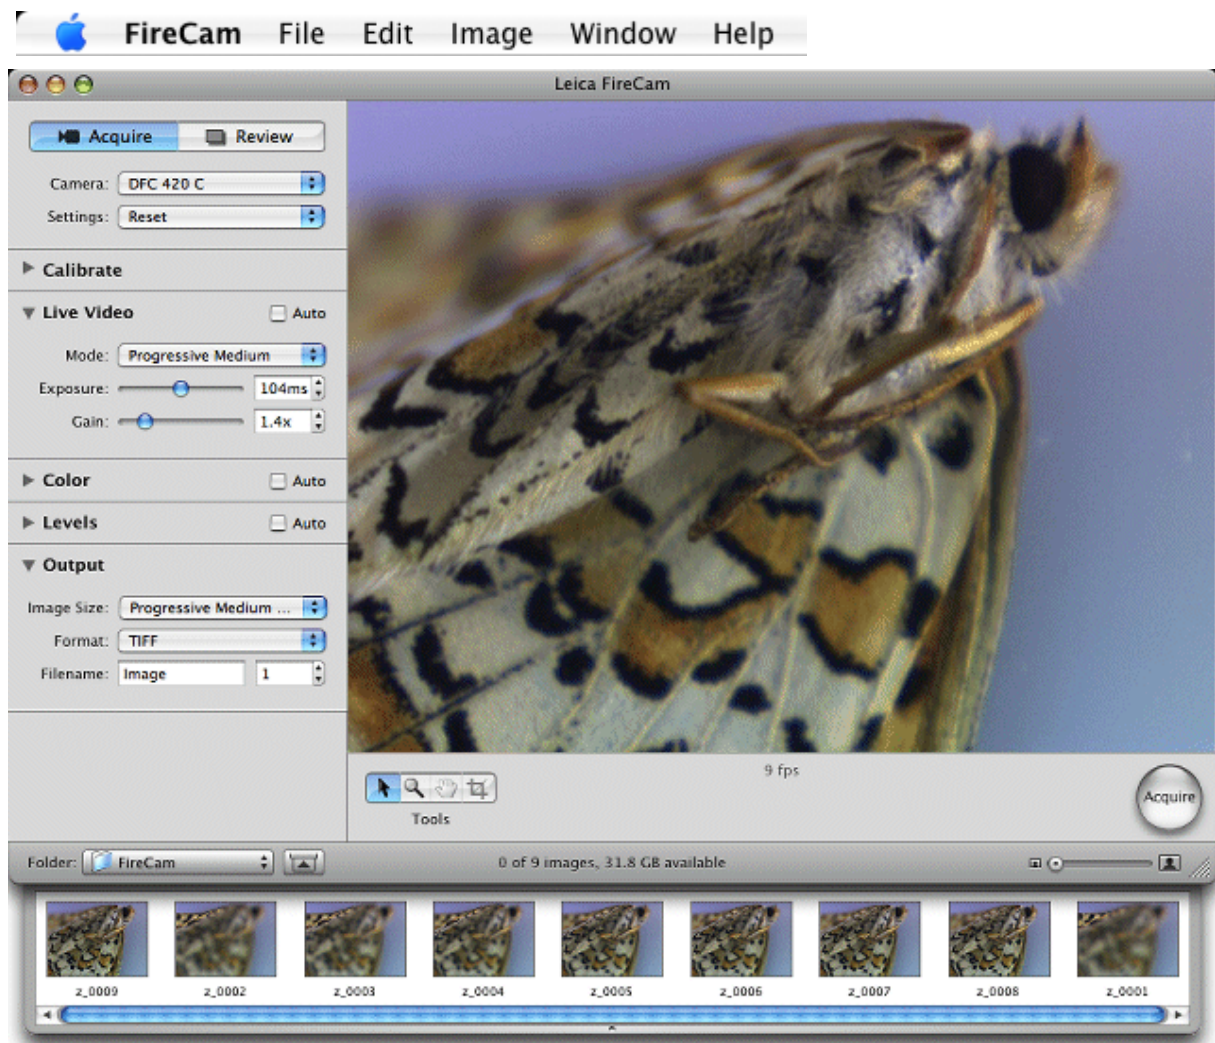 FireCam File Edit Image Window Help
Leica FireCam
Acquire Review
Camera: DFC 420 C
Settings: Reset
Calibrate
Live Video Auto
Mode: Progressive Medium
Exposure: 104ms
Gain: 1.4x
Color Auto
Levels Auto
Output
Image Size: Progressive Medium ...
Format: TIFF
Filename: Image 1
9 fps
Acquire
Tools
Folder: FireCam 0 of 9 images, 31.8 GB available
z_0009 z_0002 z_0003 z_0004 z_0005 z_0006 z_0007 z_0008 z_0001